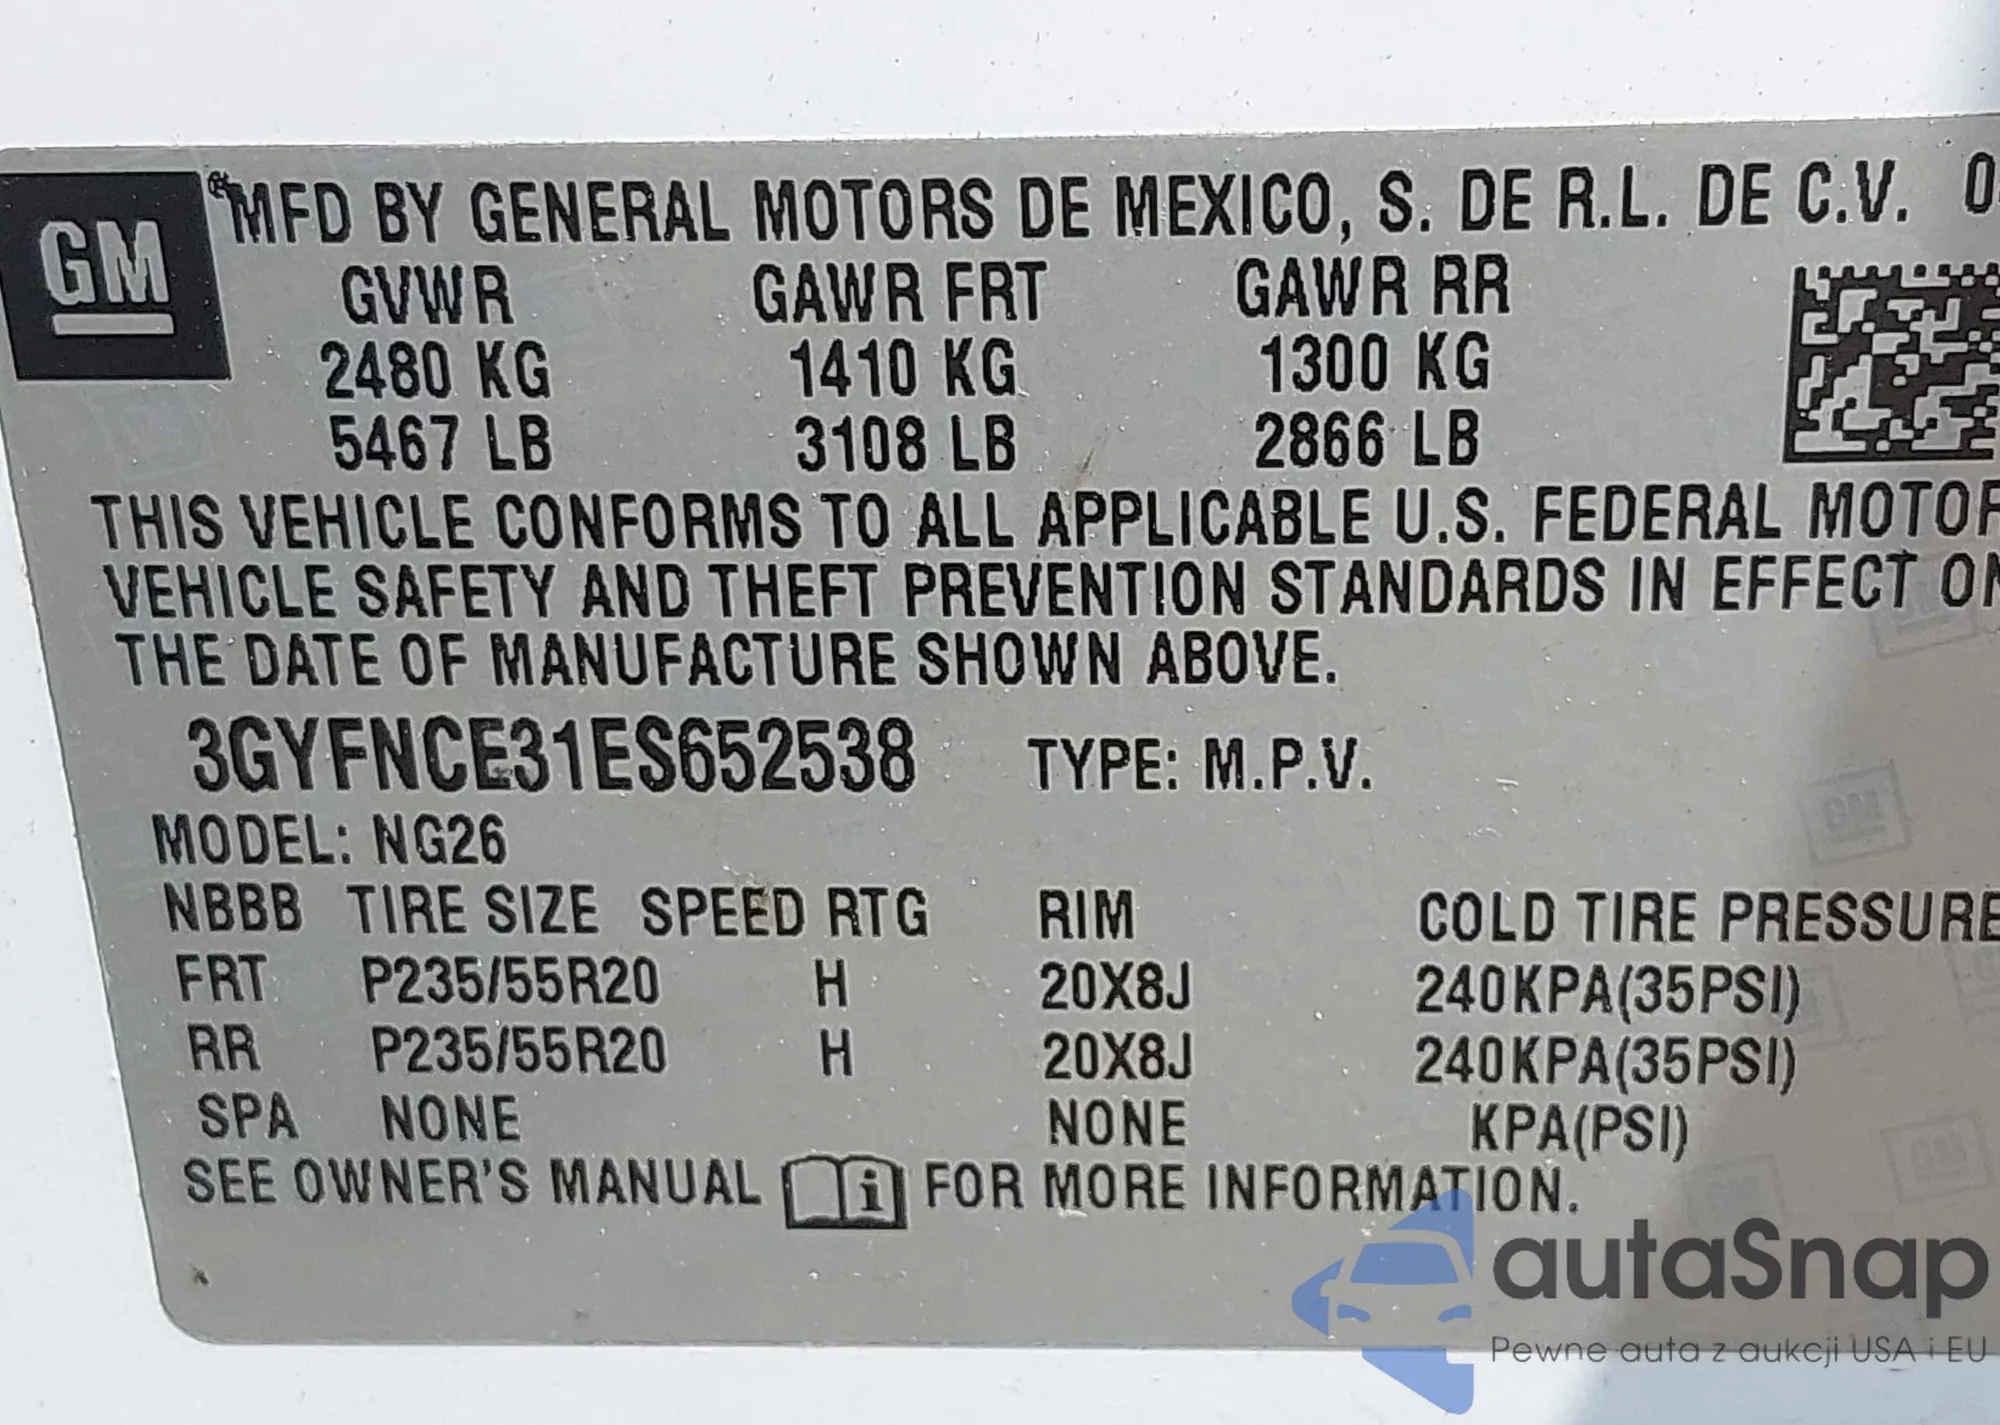 GM
MFD BY GENERAL MOTORS DE MEXICO, S. DE R.L. DE C.V.
GVWR GAWR FRT GAWR RR
2480 KG 1410 KG 1300 KG
5467 LB 3108 LB 2866 LB
THIS VEHICLE CONFORMS TO ALL APPLICABLE U.S. FEDERAL MOTOR
VEHICLE SAFETY AND THEFT PREVENTION STANDARDS IN EFFECT ON
THE DATE OF MANUFACTURE SHOWN ABOVE.
3GYFNCE31ES652538 TYPE: M.P.V.
MODEL: NG26
NBBB TIRE SIZE SPEED RTG RIM COLD TIRE PRESSURE
FRT P235/55R20 H 20X8J 240KPA(35PSI)
RR P235/55R20 H 20X8J 240KPA(35PSI)
SPA NONE NONE KPA(PSI)
SEE OWNER'S MANUAL i FOR MORE INFORMATION.
autaSnap
Pewne auta z aukcji USA i EU